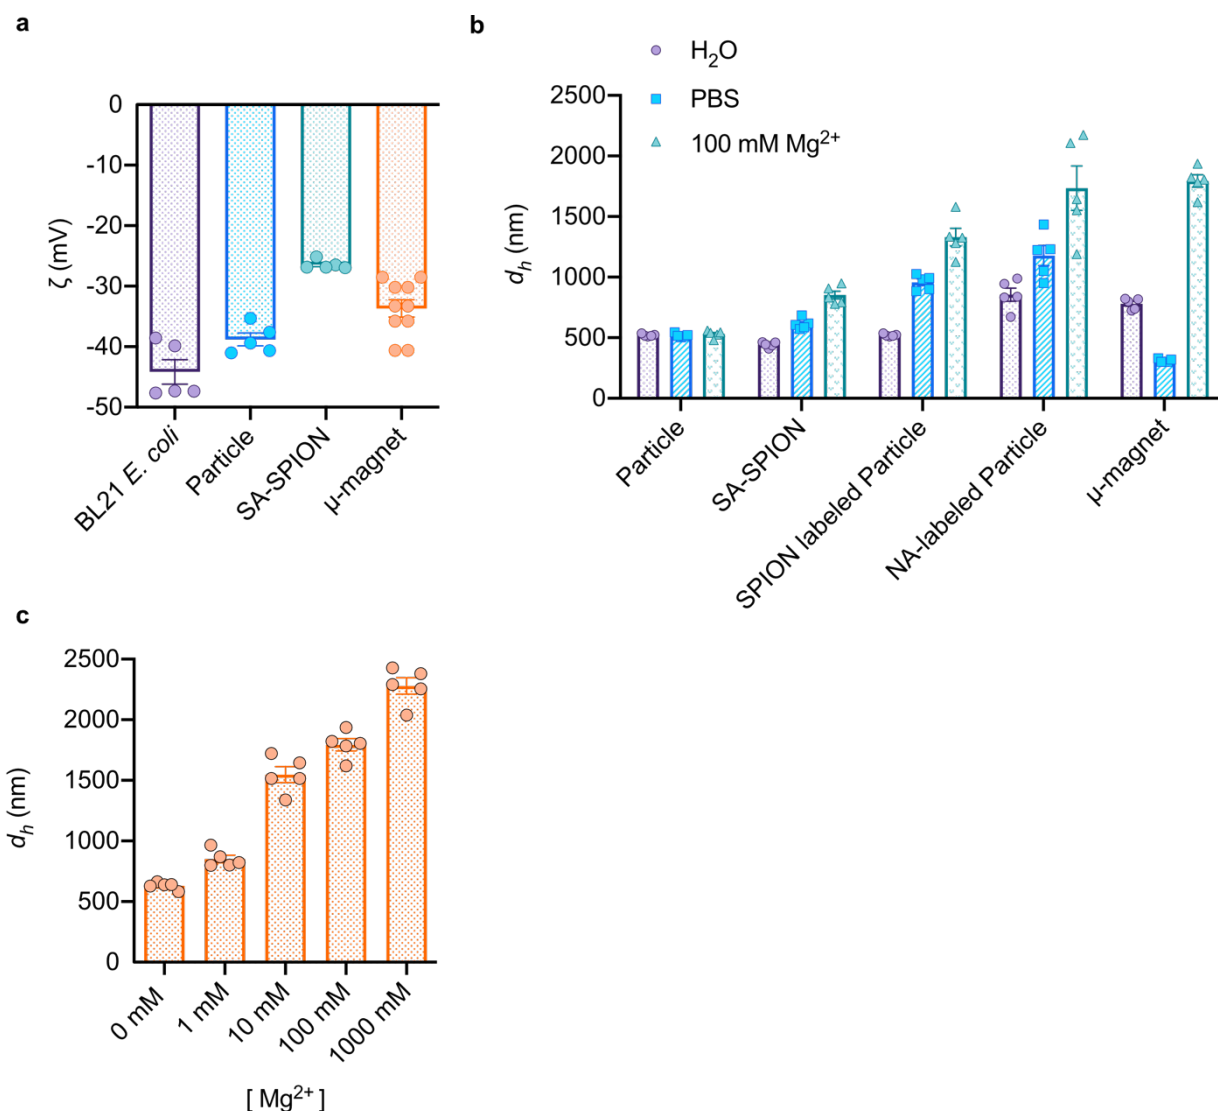 a
0
-10
-20
-30
-40
-50
ζ (mV)
BL21 E. coli
Particle
SA-SPION
μ-magnet
b
H₂O
PBS
100 mM Mg²⁺
2500
2000
1500
1000
500
0
dₕ (nm)
Particle
SA-SPION
SPION labeled Particle
NA-labeled Particle
μ-magnet
c
2500
2000
1500
1000
500
0
dₕ (nm)
0 mM
1 mM
10 mM
100 mM
1000 mM
[ Mg²⁺ ]